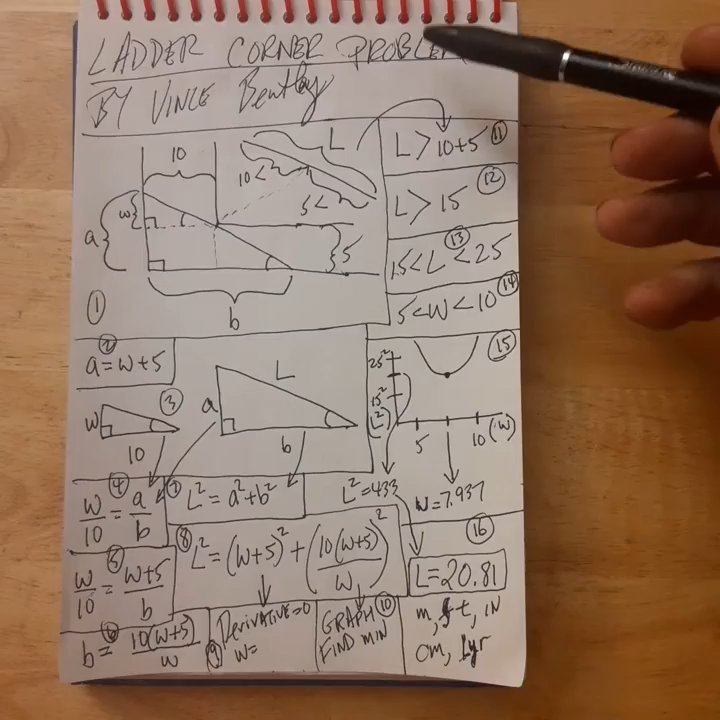 LADDER CORNER PROBLEM
BY VINCE Bentley
10
w
a
b
5
L
10 <
5 <
①
L > 10+5 ⑪
L > 15 ⑫
15 < L < 25 ⑬
5 < W < 10 ⑭
② a = w+5
③ w
10
L
a
b
⑮
25²
15²
(L²)
5
10 (W)
L² = 433
W = 7.937
④ w/10 = a/b
⑦ L² = a² + b²
⑤ w/10 = w+5/b
⑧ L² = (w+5)² + (10(w+5)/w)²
⑯
L = 20.81
⑥ b = 10(w+5)/w
⑨ Derivative = 0
w =
GRAPH ⑩
FIND MIN
m, ft, IN
cm, lyr